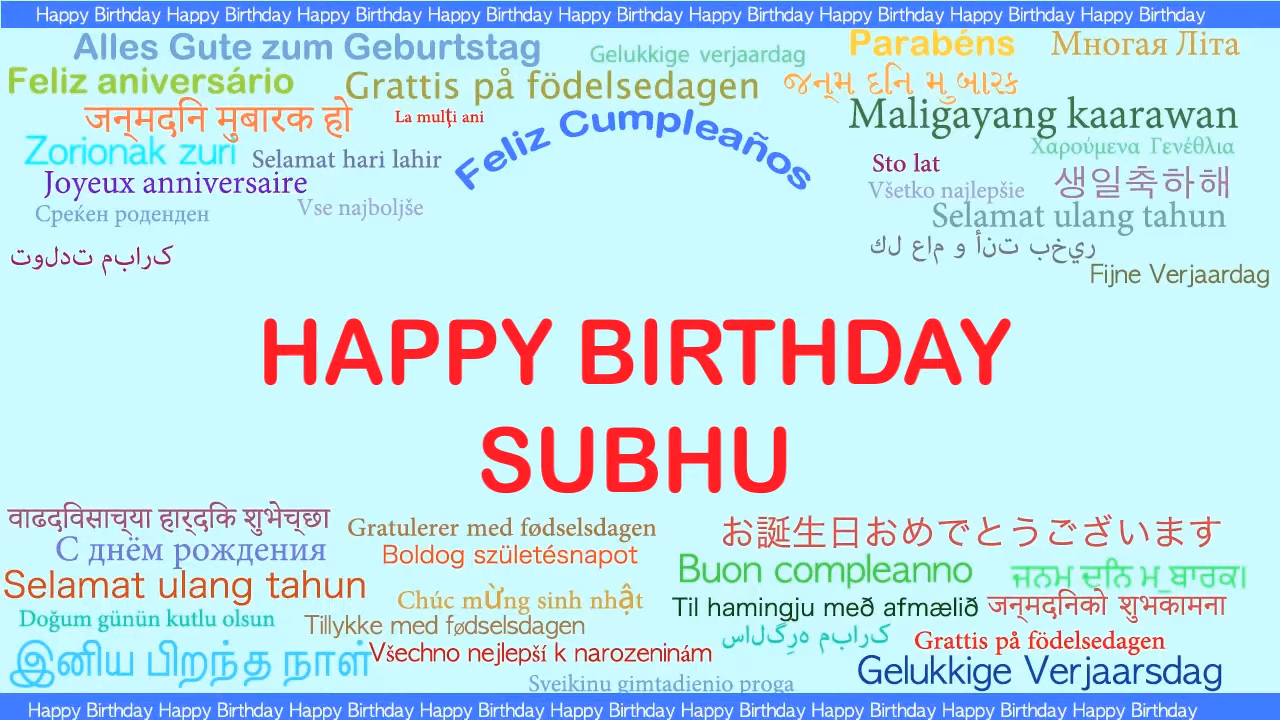 Happy Birthday Happy Birthday Happy Birthday Happy Birthday Happy Birthday Happy Birthday Happy Birthday Happy Birthday Happy Birthday
Alles Gute zum Geburtstag
Gelukkige verjaardag
Parabéns
Многая Літа
Feliz aniversário
Grattis på födelsedagen
જન્મ દનિ મુ બારક
जन्मदनि मुबारक हो
La mulţi ani
Feliz Cumpleaños
Maligayang kaarawan
Zorionak zuri
Selamat hari lahir
Sto lat
Χαρούμενα Γενέθλια
Joyeux anniversaire
Všetko najlepšie
생일축하해
Среќен роденден
Vse najboljše
Selamat ulang tahun
تولدت مبارک
كل عام و أنت بخير
Fijne Verjaardag
HAPPY BIRTHDAY
SUBHU
वाढदविसाच्या हार्दकि शुभेच्छा
Gratulerer med fødselsdagen
お誕生日おめでとうございます
С днём рождения
Boldog születésnapot
Buon compleanno
ਜਨਮ ਦਨਿ ਮੁ ਬਾਰਕ।
Selamat ulang tahun
Chúc mừng sinh nhật
Til hamingju með afmælið
जन्मदनिको शुभकामना
Doğum günün kutlu olsun
Tillykke med fødselsdagen
سالگرہ مبارک
Grattis på födelsedagen
இனிய பிறந்த நாள்
Všechno nejlepší k narozeninám
Gelukkige Verjaarsdag
Sveikinu gimtadienio proga
Happy Birthday Happy Birthday Happy Birthday Happy Birthday Happy Birthday Happy Birthday Happy Birthday Happy Birthday Happy Birthday